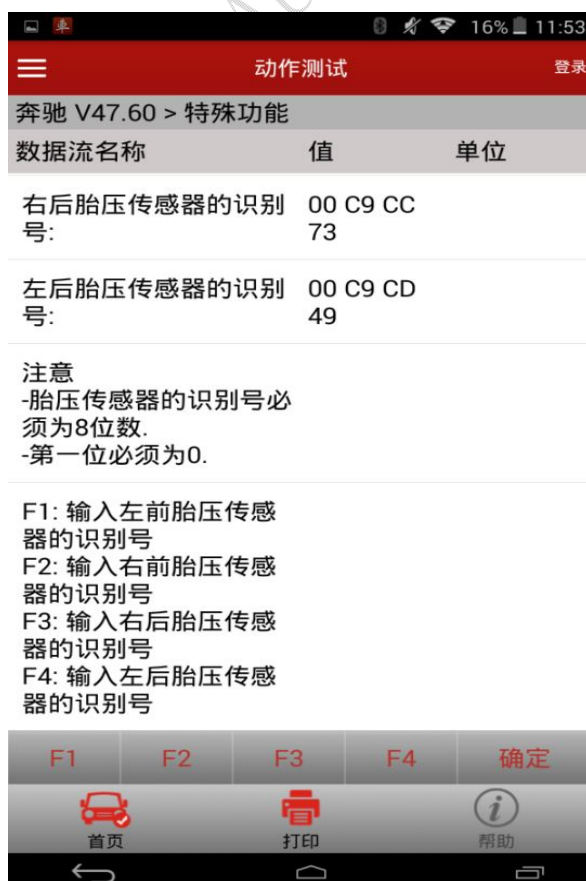 車
16% 11:53
动作测试
登录
奔驰 V47.60 > 特殊功能
数据流名称 值 单位
右后胎压传感器的识别 00 C9 CC
号: 73
左后胎压传感器的识别 00 C9 CD
号: 49
注意
-胎压传感器的识别号必
须为8位数.
-第一位必须为0.
F1: 输入左前胎压传感
器的识别号
F2: 输入右前胎压传感
器的识别号
F3: 输入右后胎压传感
器的识别号
F4: 输入左后胎压传感
器的识别号
F1 F2 F3 F4 确定
首页 打印 帮助